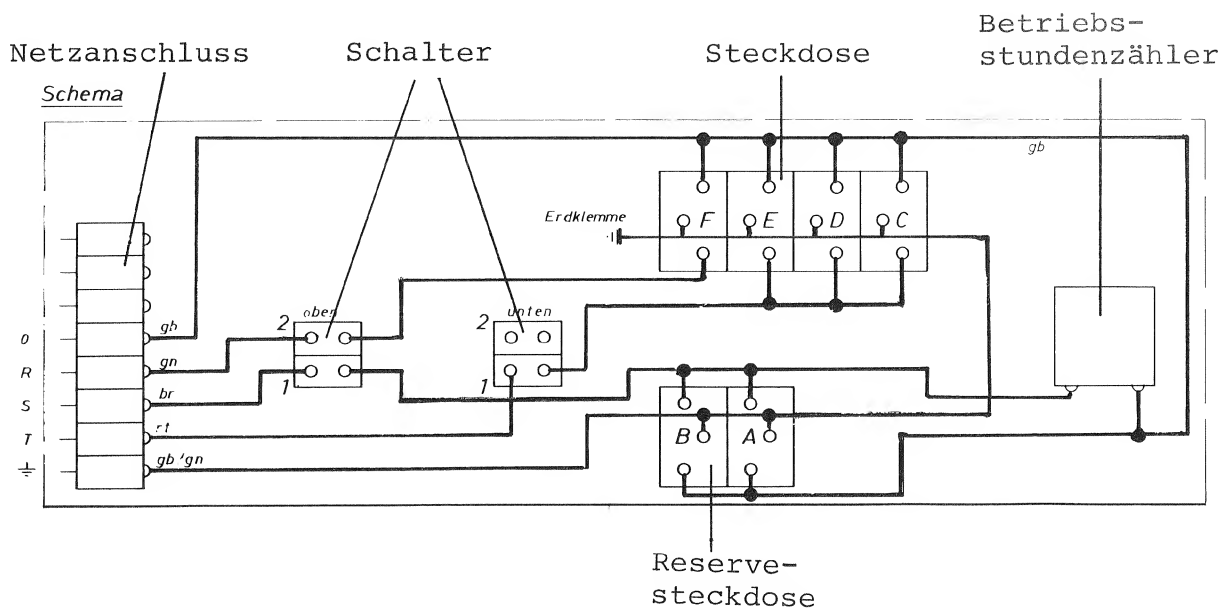 Netzanschluss
Schalter
Steckdose
Betriebs-
stundenzähler
Schema
gb
Erdklemme
F
E
D
C
oben
unten
2
2
0
gb
R
gn
1
1
S
br
T
rt
gb/gn
B
A
Reserve-
steckdose